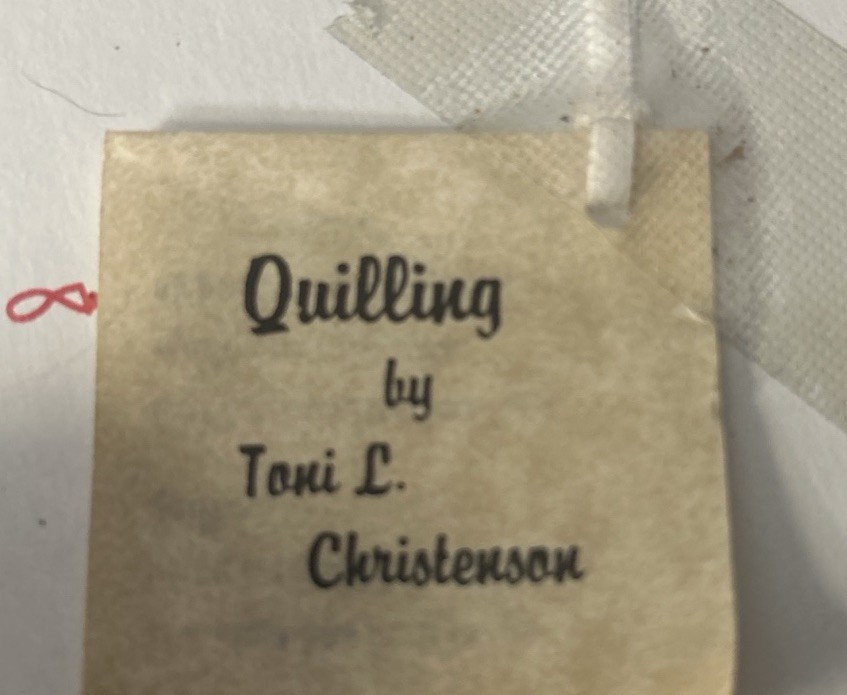 Quilling
by
Toni L.
Christenson